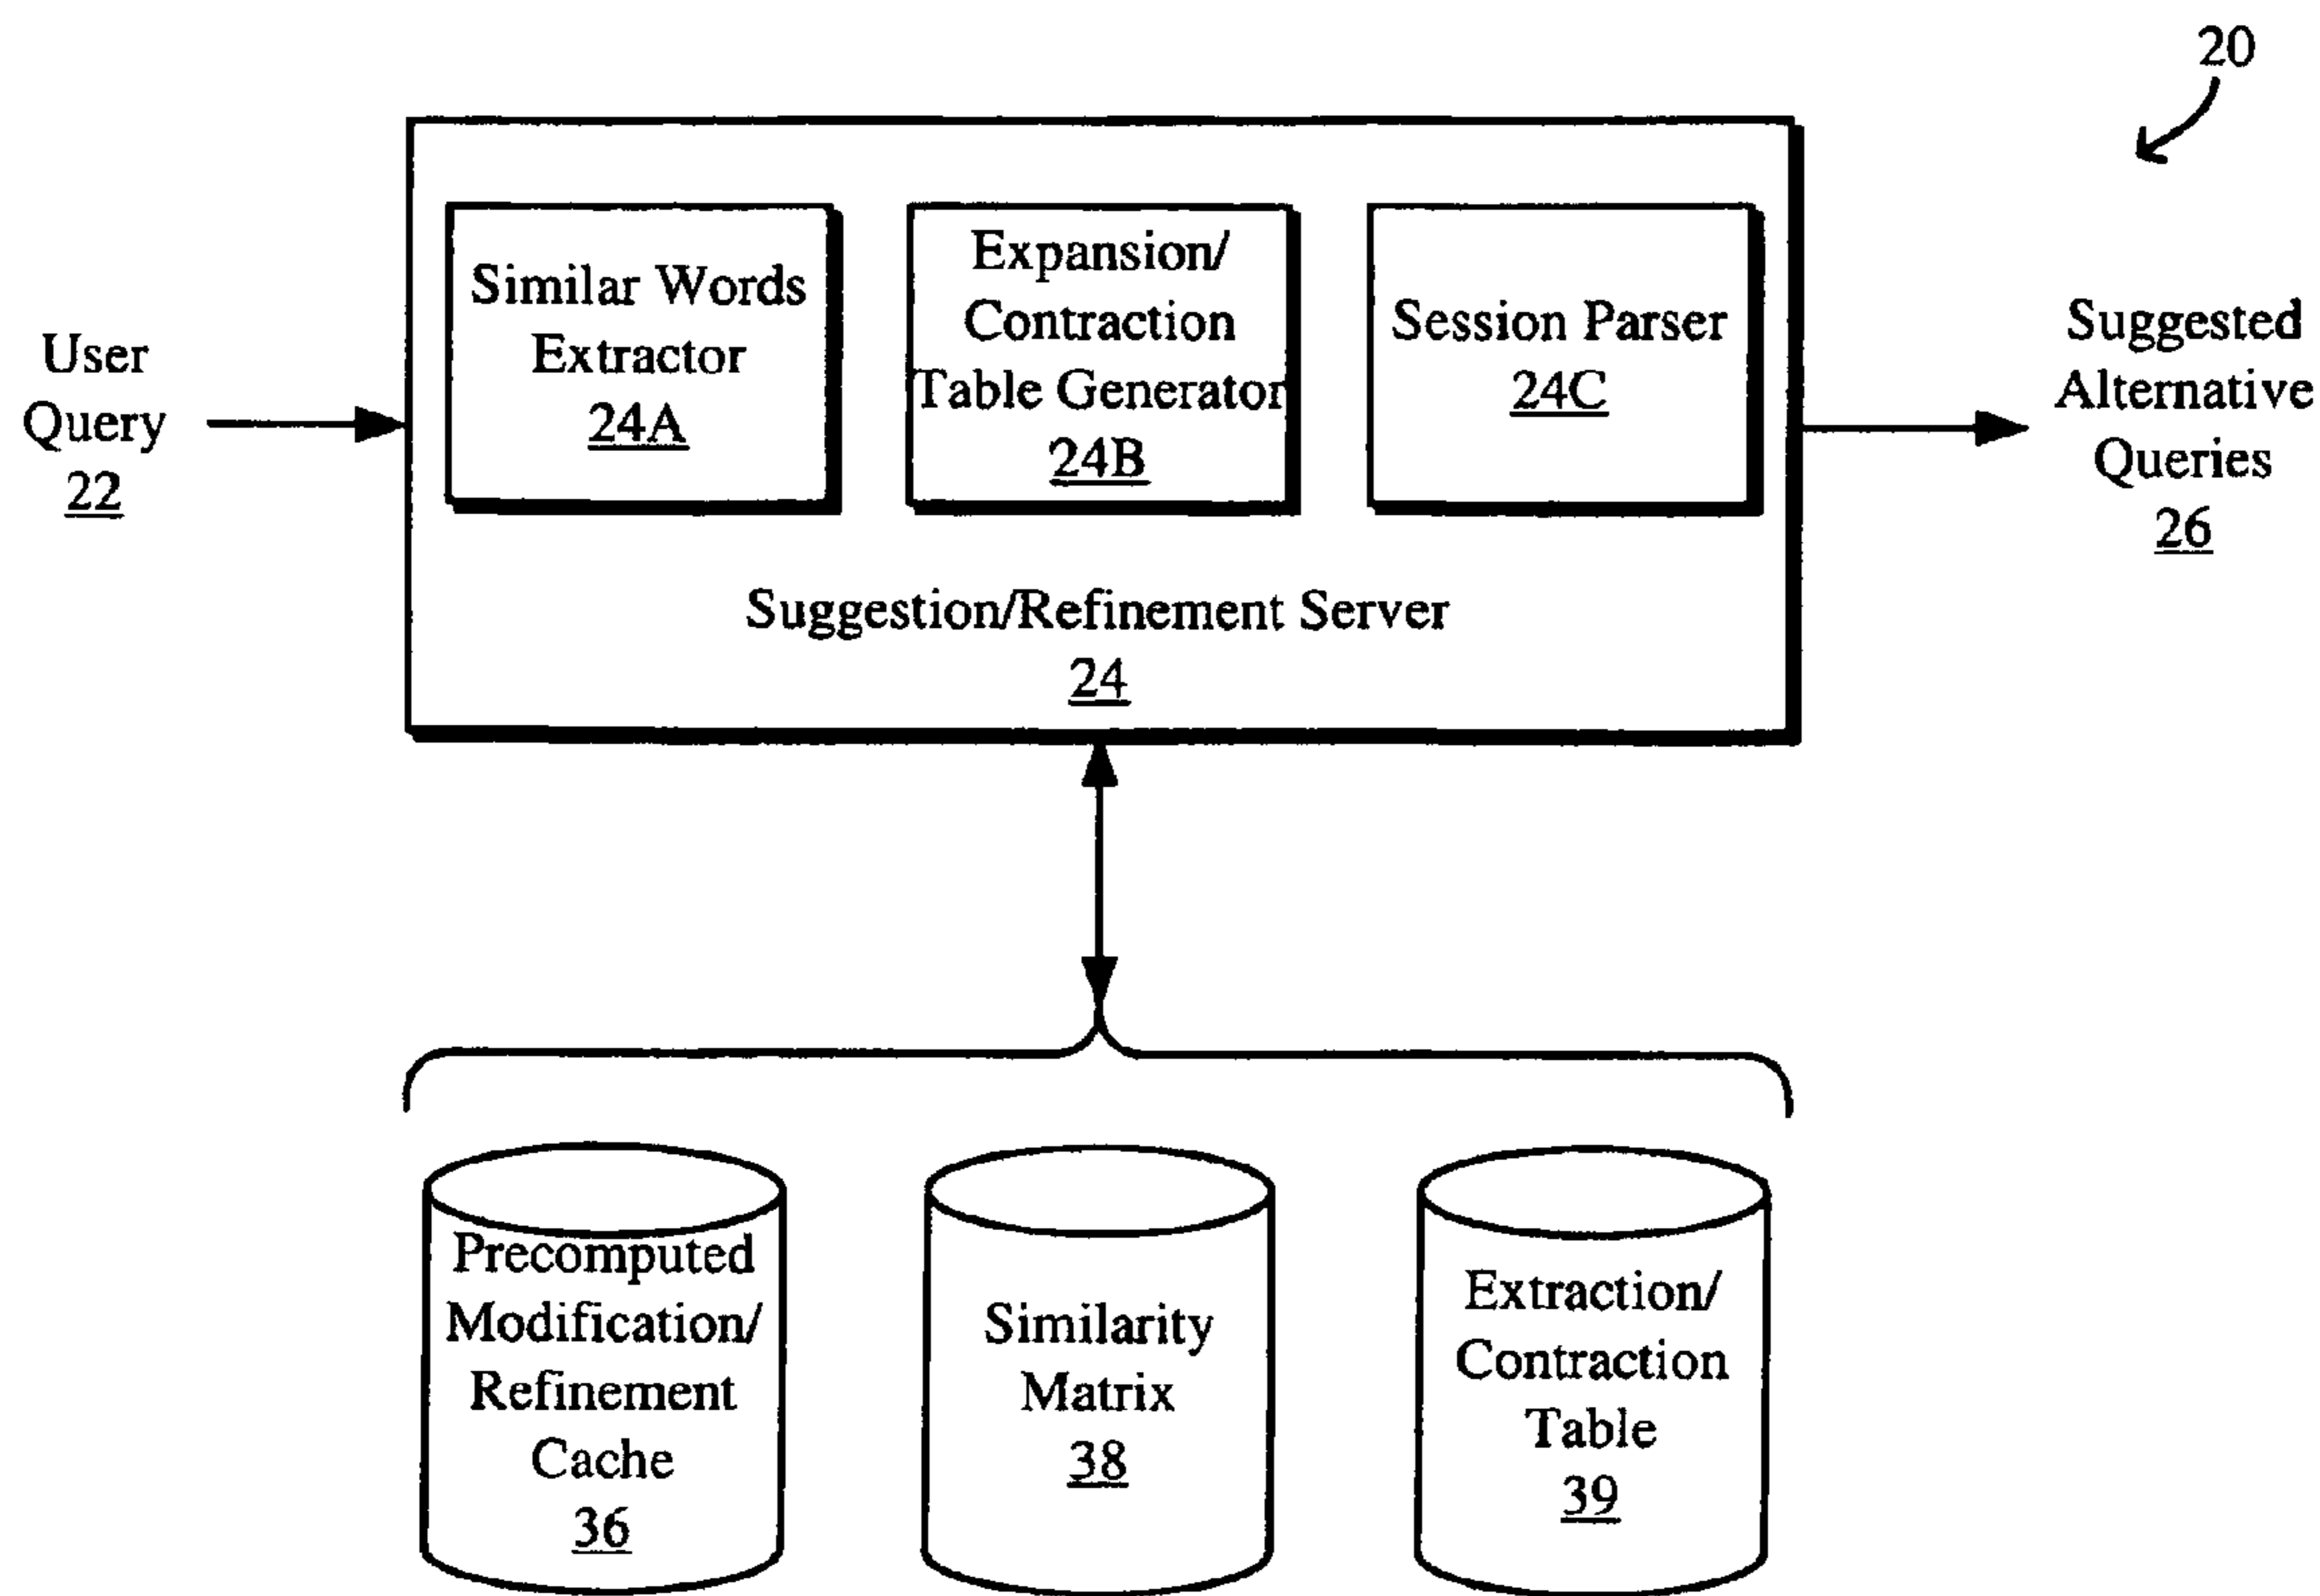 20
User
Query
22
Similar Words
Extractor
24A
Expansion/
Contraction
Table Generator
24B
Session Parser
24C
Suggestion/Refinement Server
24
Suggested
Alternative
Queries
26
Precomputed
Modification/
Refinement
Cache
36
Similarity
Matrix
38
Extraction/
Contraction
Table
39